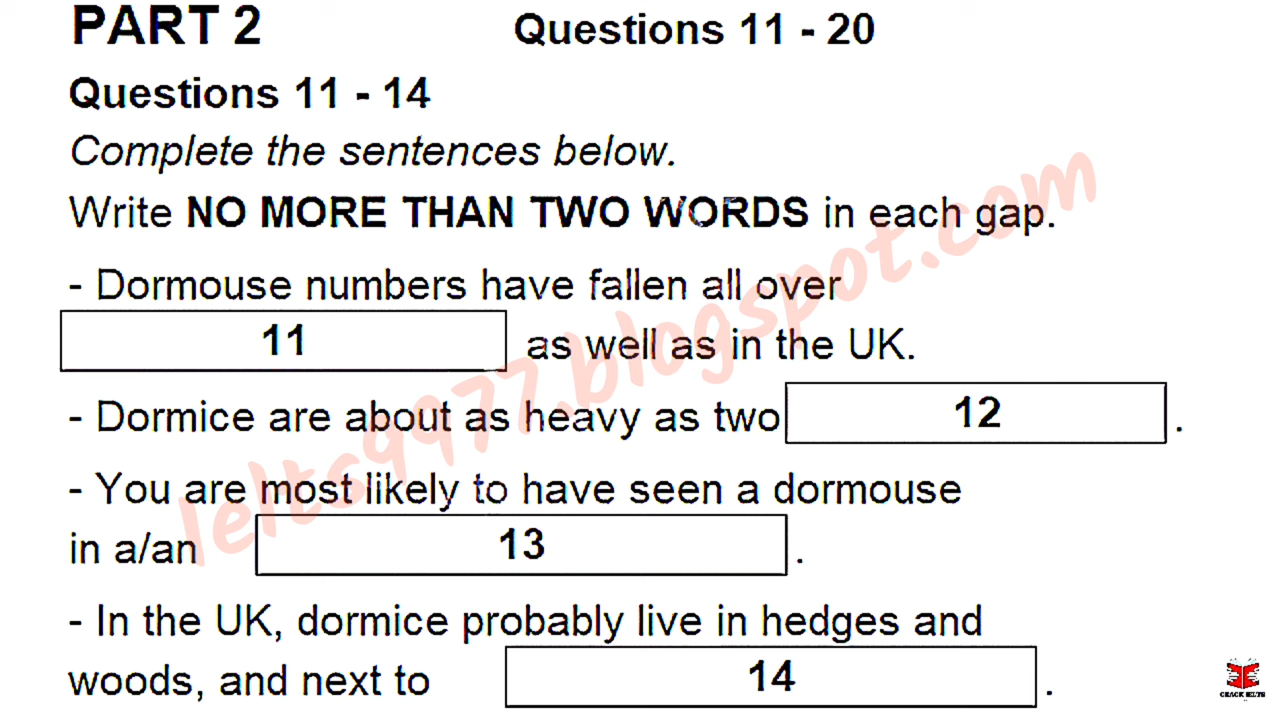 PART 2 Questions 11 - 20
Questions 11 - 14
Complete the sentences below.
Write NO MORE THAN TWO WORDS in each gap.
- Dormouse numbers have fallen all over
11 as well as in the UK.
- Dormice are about as heavy as two 12 .
- You are most likely to have seen a dormouse
in a/an 13 .
- In the UK, dormice probably live in hedges and
woods, and next to 14 .
Ielts9977.blogspot.com
CRACK IELTS